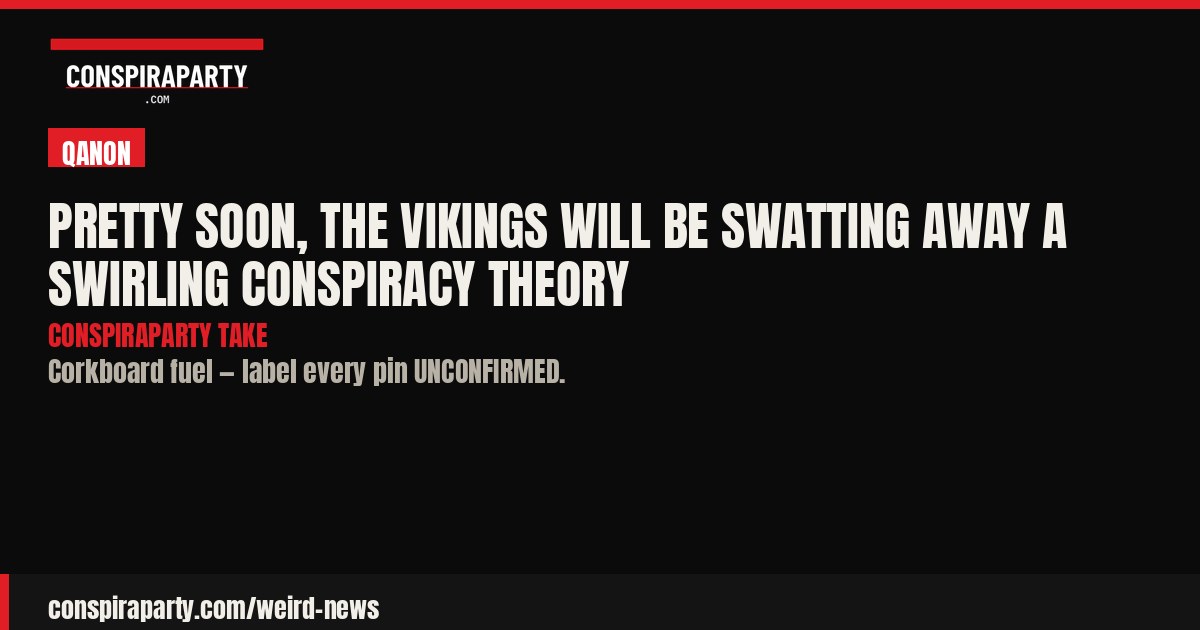 CONSPIRAPARTY
.COM
QANON
PRETTY SOON, THE VIKINGS WILL BE SWATTING AWAY A
SWIRLING CONSPIRACY THEORY
CONSPIRAPARTY TAKE
Corkboard fuel — label every pin UNCONFIRMED.
conspiraparty.com/weird-news